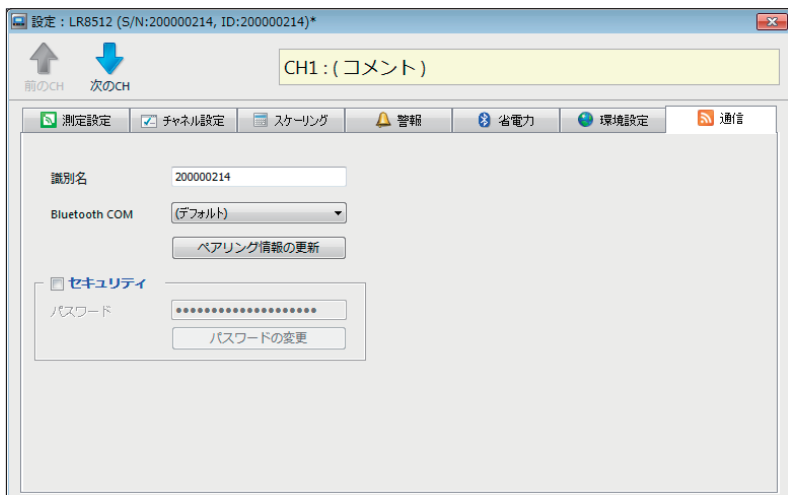 設定：LR8512 (S/N:200000214, ID:200000214)*
前のCH 次のCH
CH1 : ( コメント )
測定設定 チャネル設定 スケーリング 警報 省電力 環境設定 通信
識別名 200000214
Bluetooth COM (デフォルト)
ペアリング情報の更新
セキュリティ
パスワード ••••••••••••••••••••
パスワードの変更